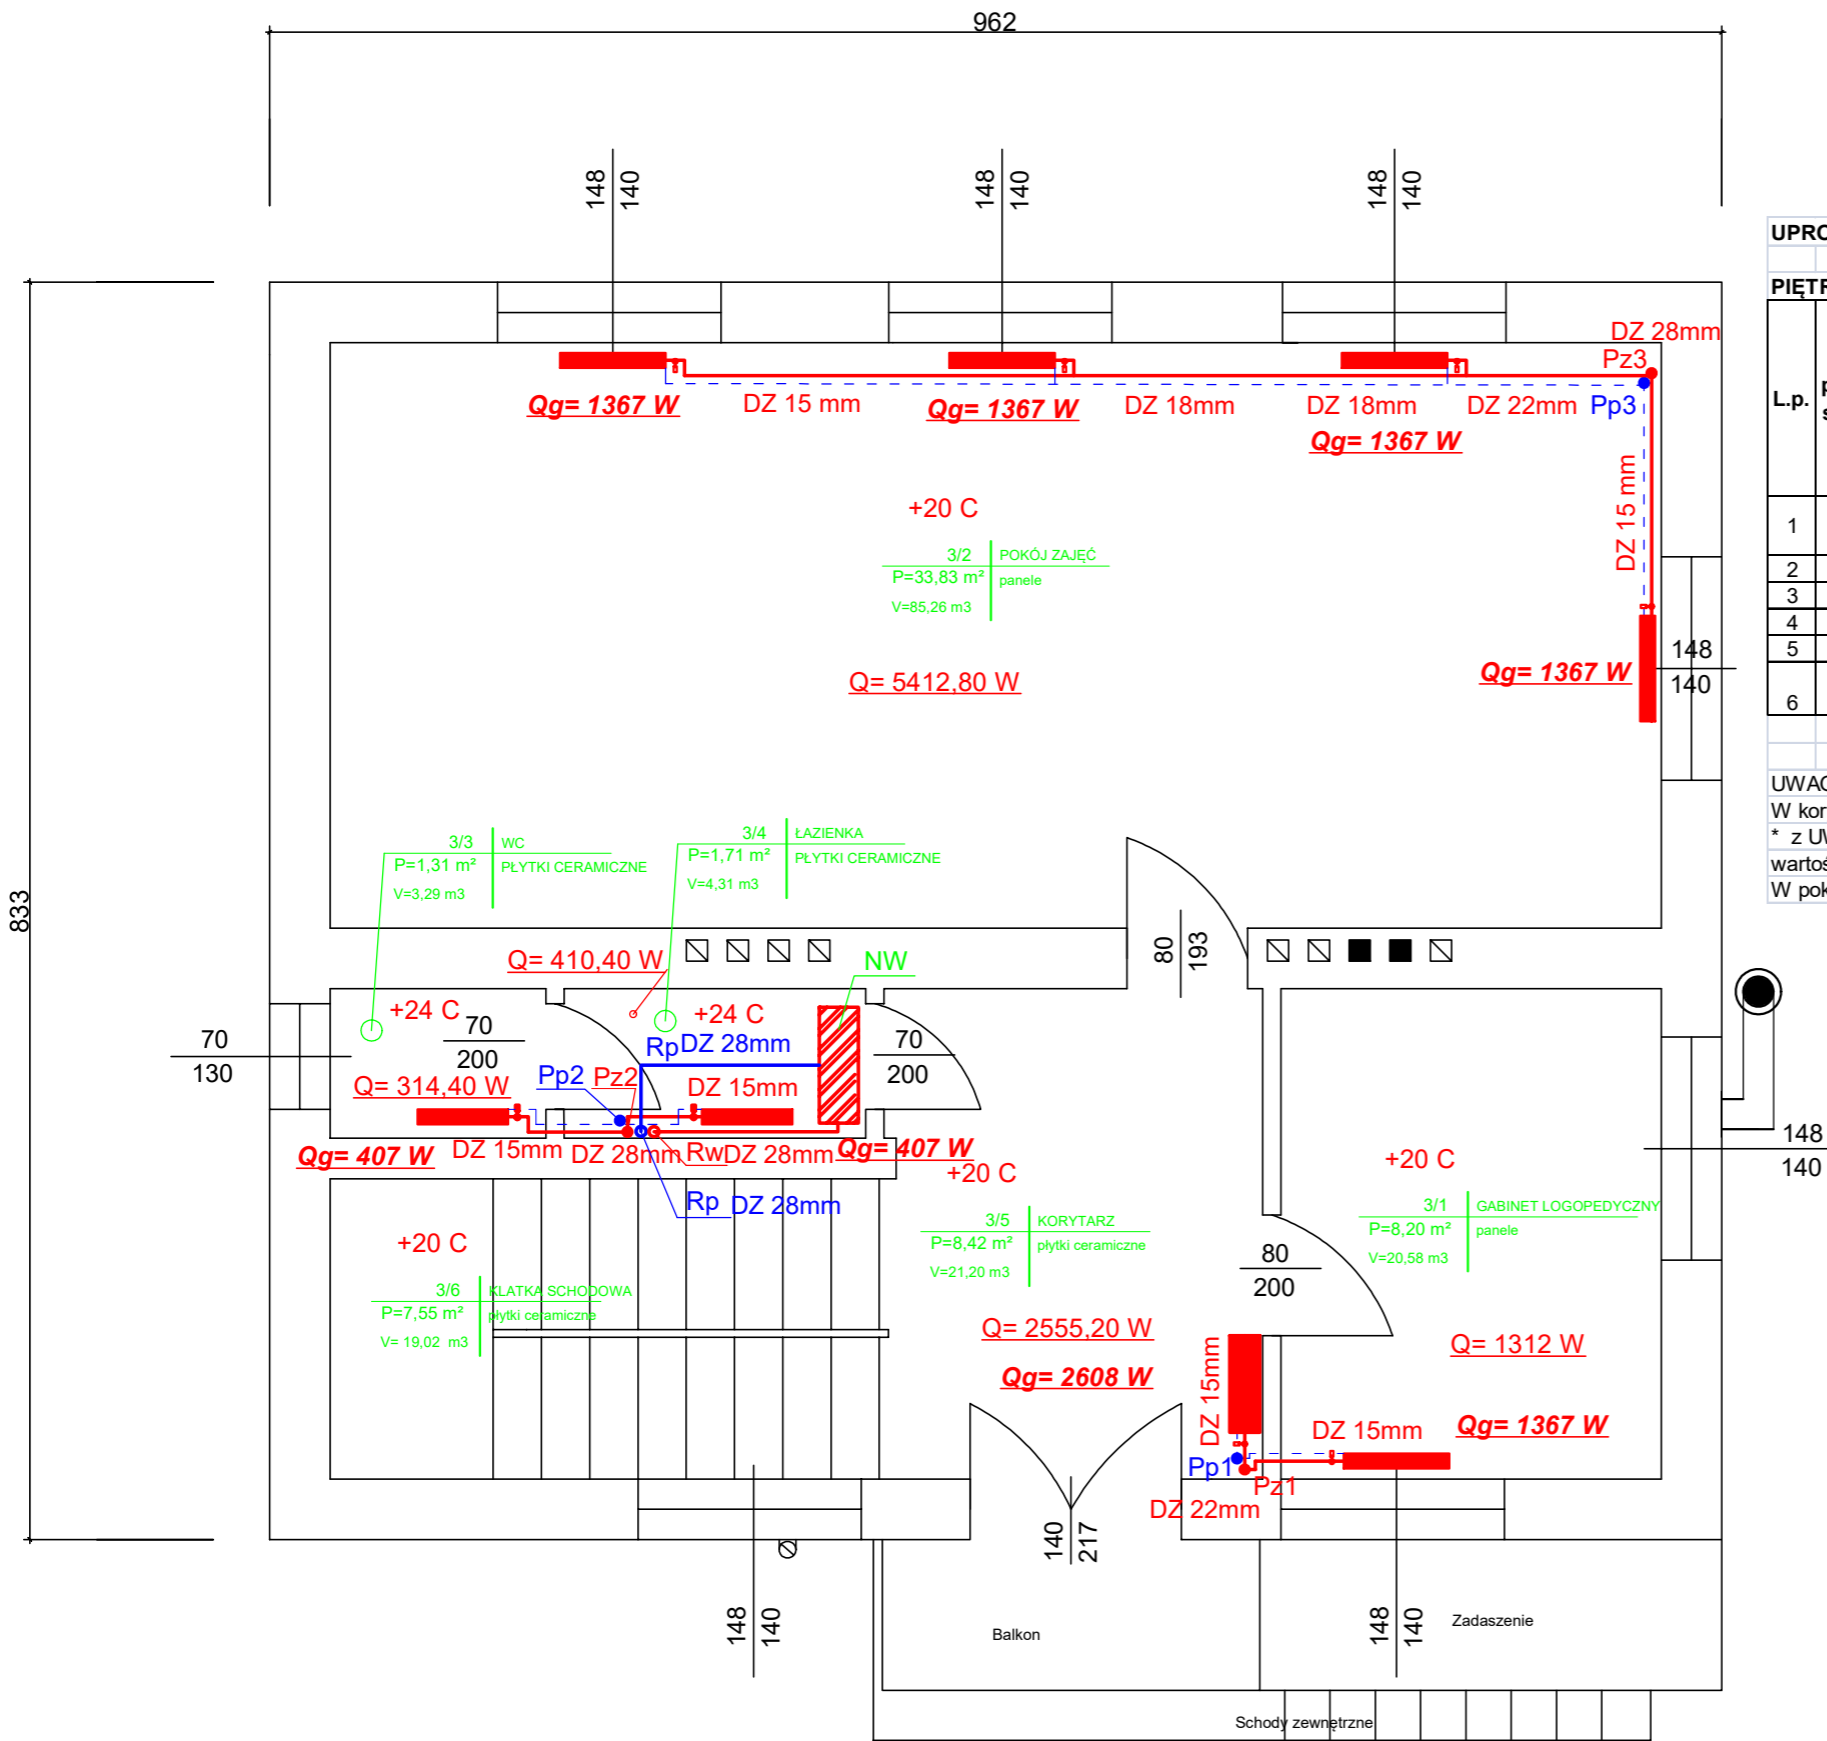 962
148
140
148
140
148
140
833
DZ 28mm
Pz3
Pp3
Qg= 1367 W
DZ 15 mm
Qg= 1367 W
DZ 18mm
DZ 18mm
DZ 22mm
Qg= 1367 W
DZ 15 mm
+20 C
3/2
POKÓJ ZAJĘĆ
P=33,83 m²
panele
V=85,26 m3
Q= 5412,80 W
Qg= 1367 W
148
140
3/3
WC
P=1,31 m²
PŁYTKI CERAMICZNE
V=3,29 m3
3/4
ŁAZIENKA
P=1,71 m²
PŁYTKI CERAMICZNE
V=4,31 m3
80
193
Q= 410,40 W
NW
+24 C
70
200
+24 C
Rp
DZ 28mm
70
200
70
130
Pp2
Pz2
Q= 314,40 W
DZ 15mm
Qg= 407 W
DZ 15mm
DZ 28mm
Rw
DZ 28mm
Qg= 407 W
+20 C
Rp
DZ 28mm
+20 C
148
140
3/5
KORYTARZ
P=8,42 m²
płytki ceramiczne
V=21,20 m3
3/1
GABINET LOGOPEDYCZNY
P=8,20 m²
panele
V=20,58 m3
+20 C
3/6
KLATKA SCHODOWA
P=7,55 m²
płytki ceramiczne
V= 19,02 m3
80
200
Q= 2555,20 W
Qg= 2608 W
DZ 15mm
Q= 1312 W
DZ 15mm
Qg= 1367 W
Pp1
Pz1
DZ 22mm
140
217
148
140
148
140
Balkon
Zadaszenie
Schody zewnętrzne
UPRO
PIĘTR
L.p.
1
2
3
4
5
6
UWAG
W kor
* z UW
wartoś
W pok